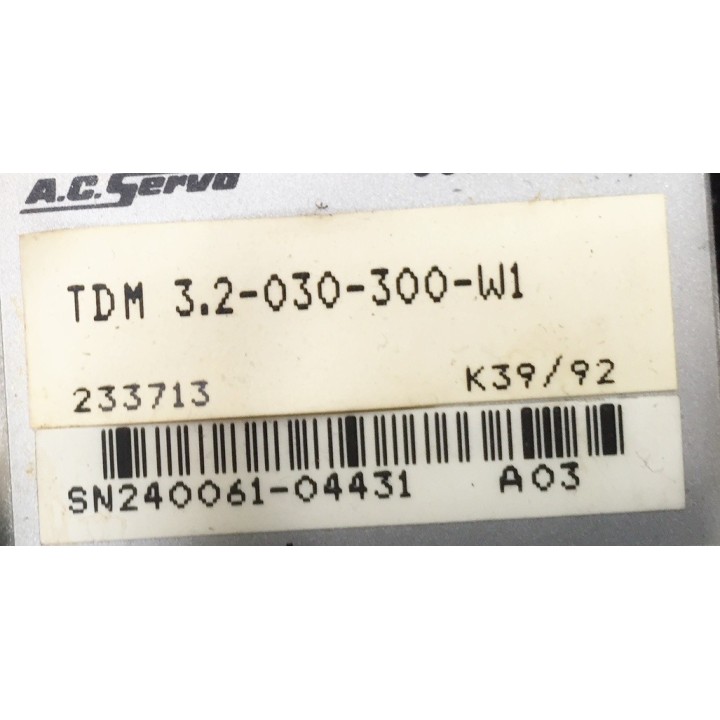 A.C. Servo
TDM 3.2-030-300-W1
233713 K39/92
SN240061-04431 A03